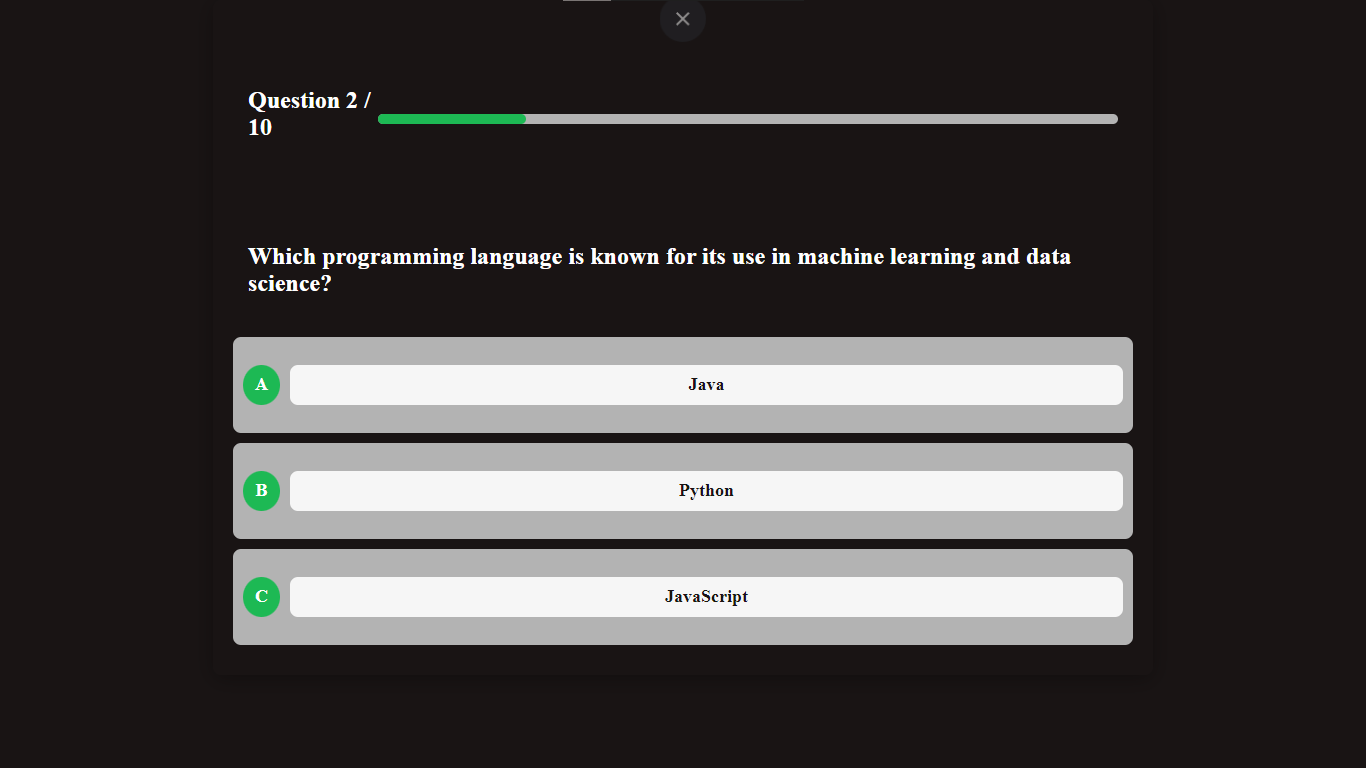 Question 2 /
10
Which programming language is known for its use in machine learning and data
science?
A
Java
B
Python
C
JavaScript